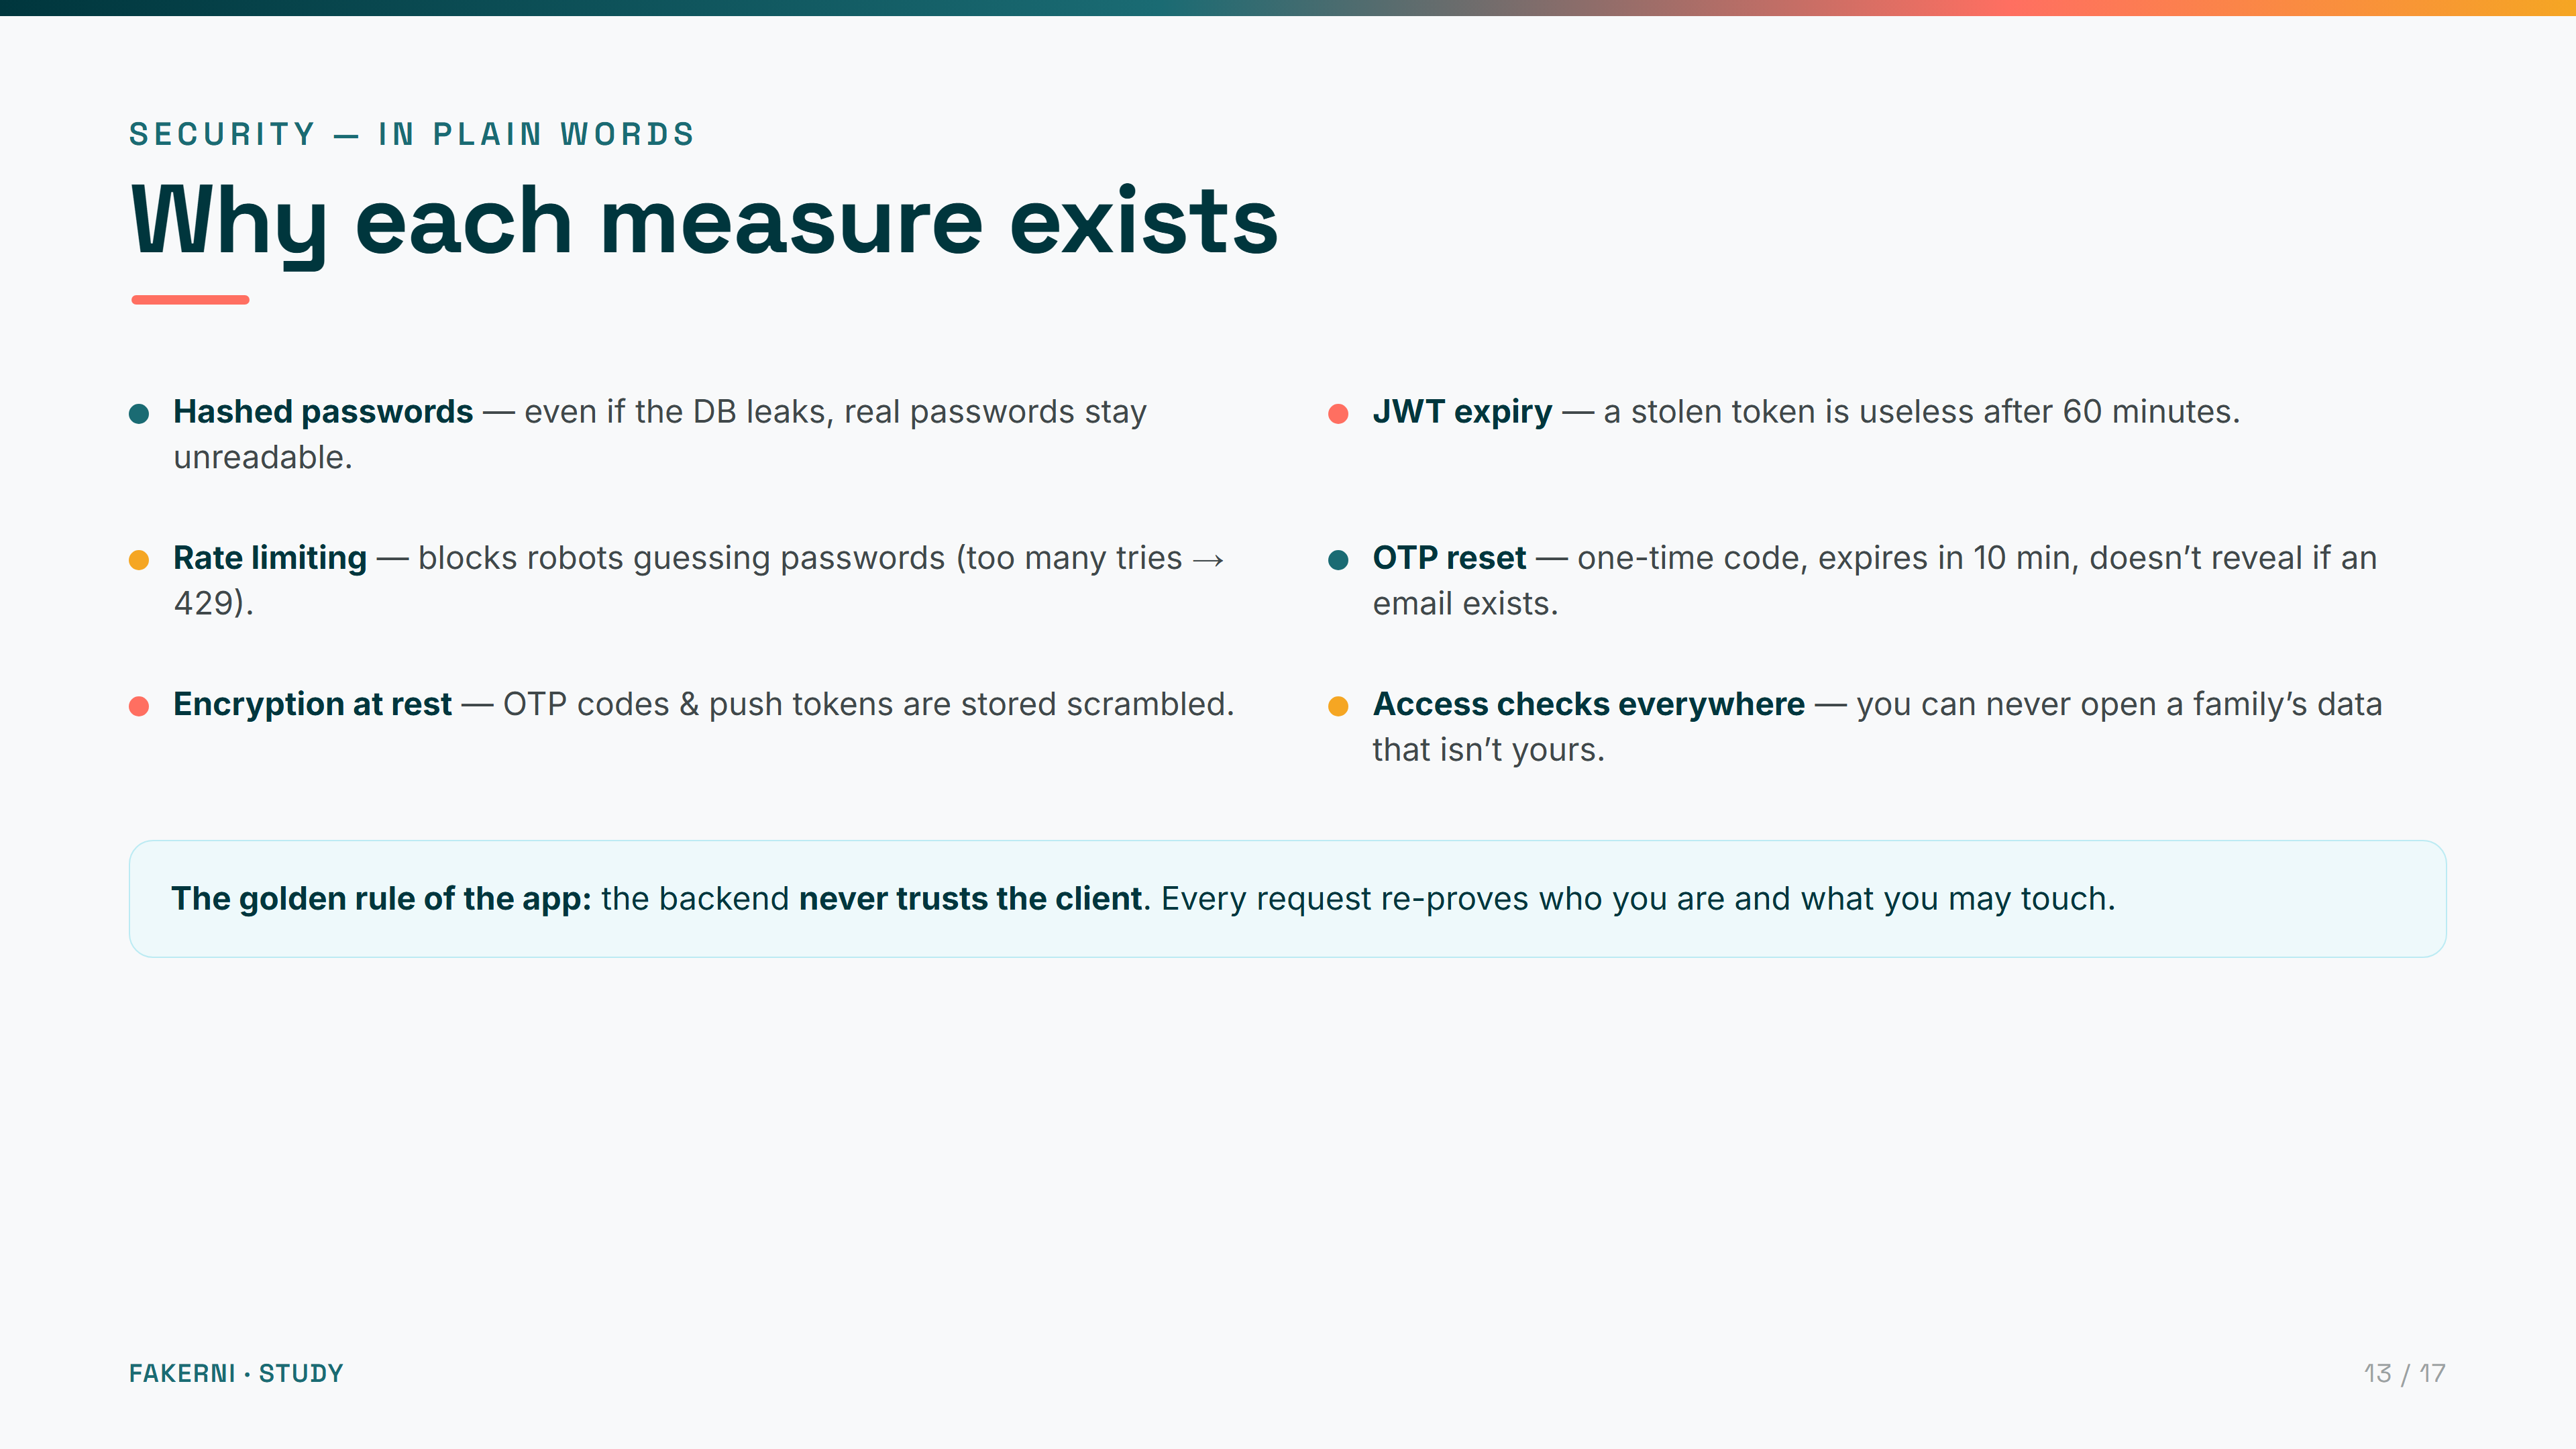 SECURITY — IN PLAIN WORDS
Why each measure exists
Hashed passwords — even if the DB leaks, real passwords stay
unreadable.
JWT expiry — a stolen token is useless after 60 minutes.
Rate limiting — blocks robots guessing passwords (too many tries →
429).
OTP reset — one-time code, expires in 10 min, doesn’t reveal if an
email exists.
Encryption at rest — OTP codes & push tokens are stored scrambled.
Access checks everywhere — you can never open a family’s data
that isn’t yours.
The golden rule of the app: the backend never trusts the client. Every request re-proves who you are and what you may touch.
FAKERNI · STUDY
13 / 17